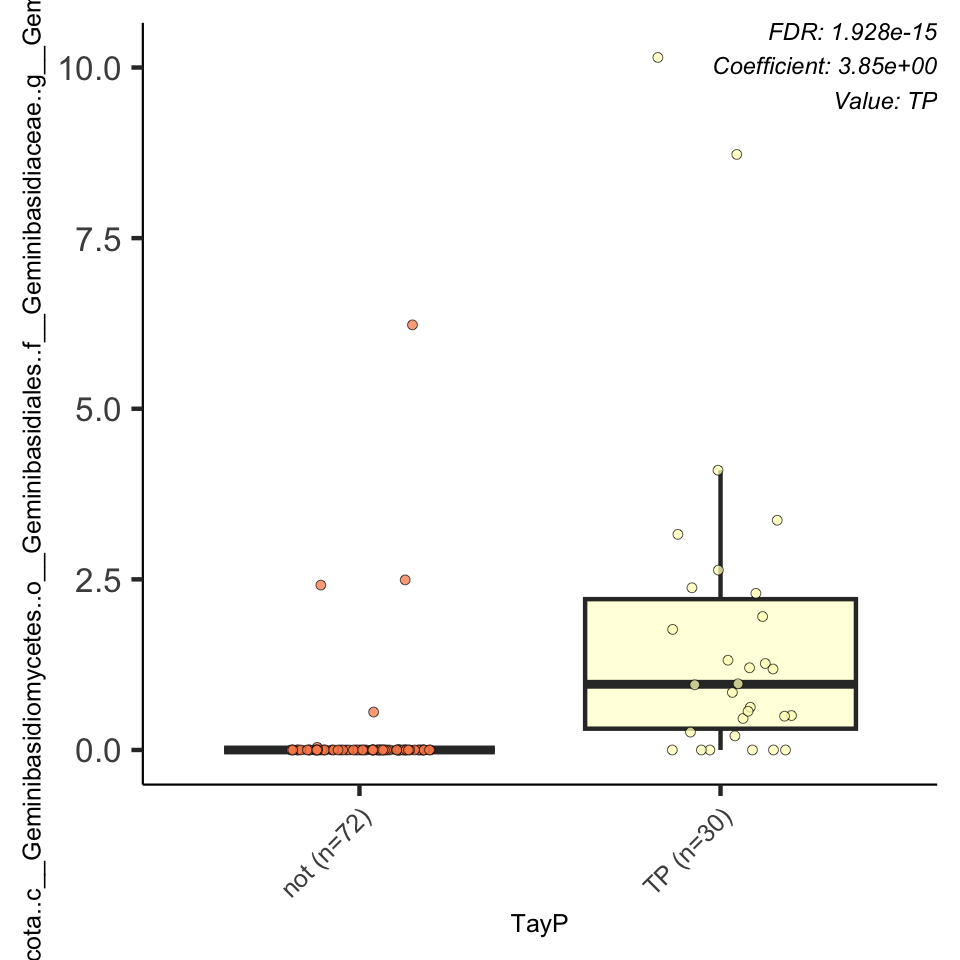 FDR: 1.928e-15
Coefficient: 3.85e+00
Value: TP
cota..c__Geminibasidiomycetes..o__Geminibasidiales..f__Geminibasidiaceae..g__Gem
10.0
7.5
5.0
2.5
0.0
not (n=72)
TP (n=30)
TayP